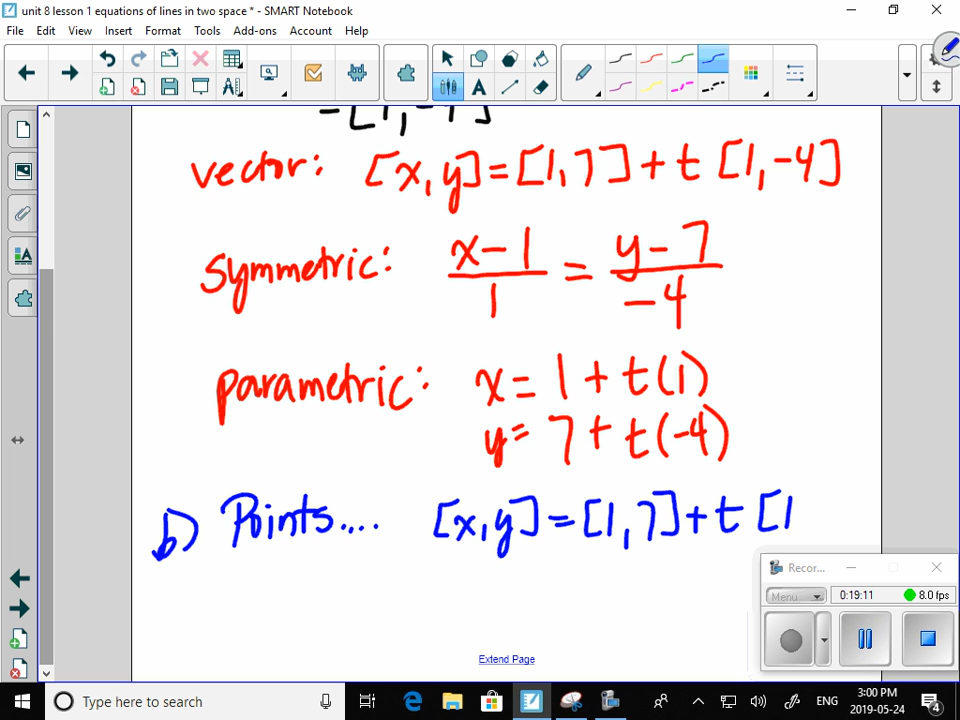 unit 8 lesson 1 equations of lines in two space * - SMART Notebook
File Edit View Insert Format Tools Add-ons Account Help
vector: [x,y]=[1,7]+t[1,-4]
symmetric: x-1/1 = y-7/-4
parametric: x= 1+t(1)
y= 7+t(-4)
b) Points.... [x,y]=[1,7]+t[1
Recor...
Menu 0:19:11 8.0 fps
Extend Page
Type here to search
ENG
3:00 PM
2019-05-24
4